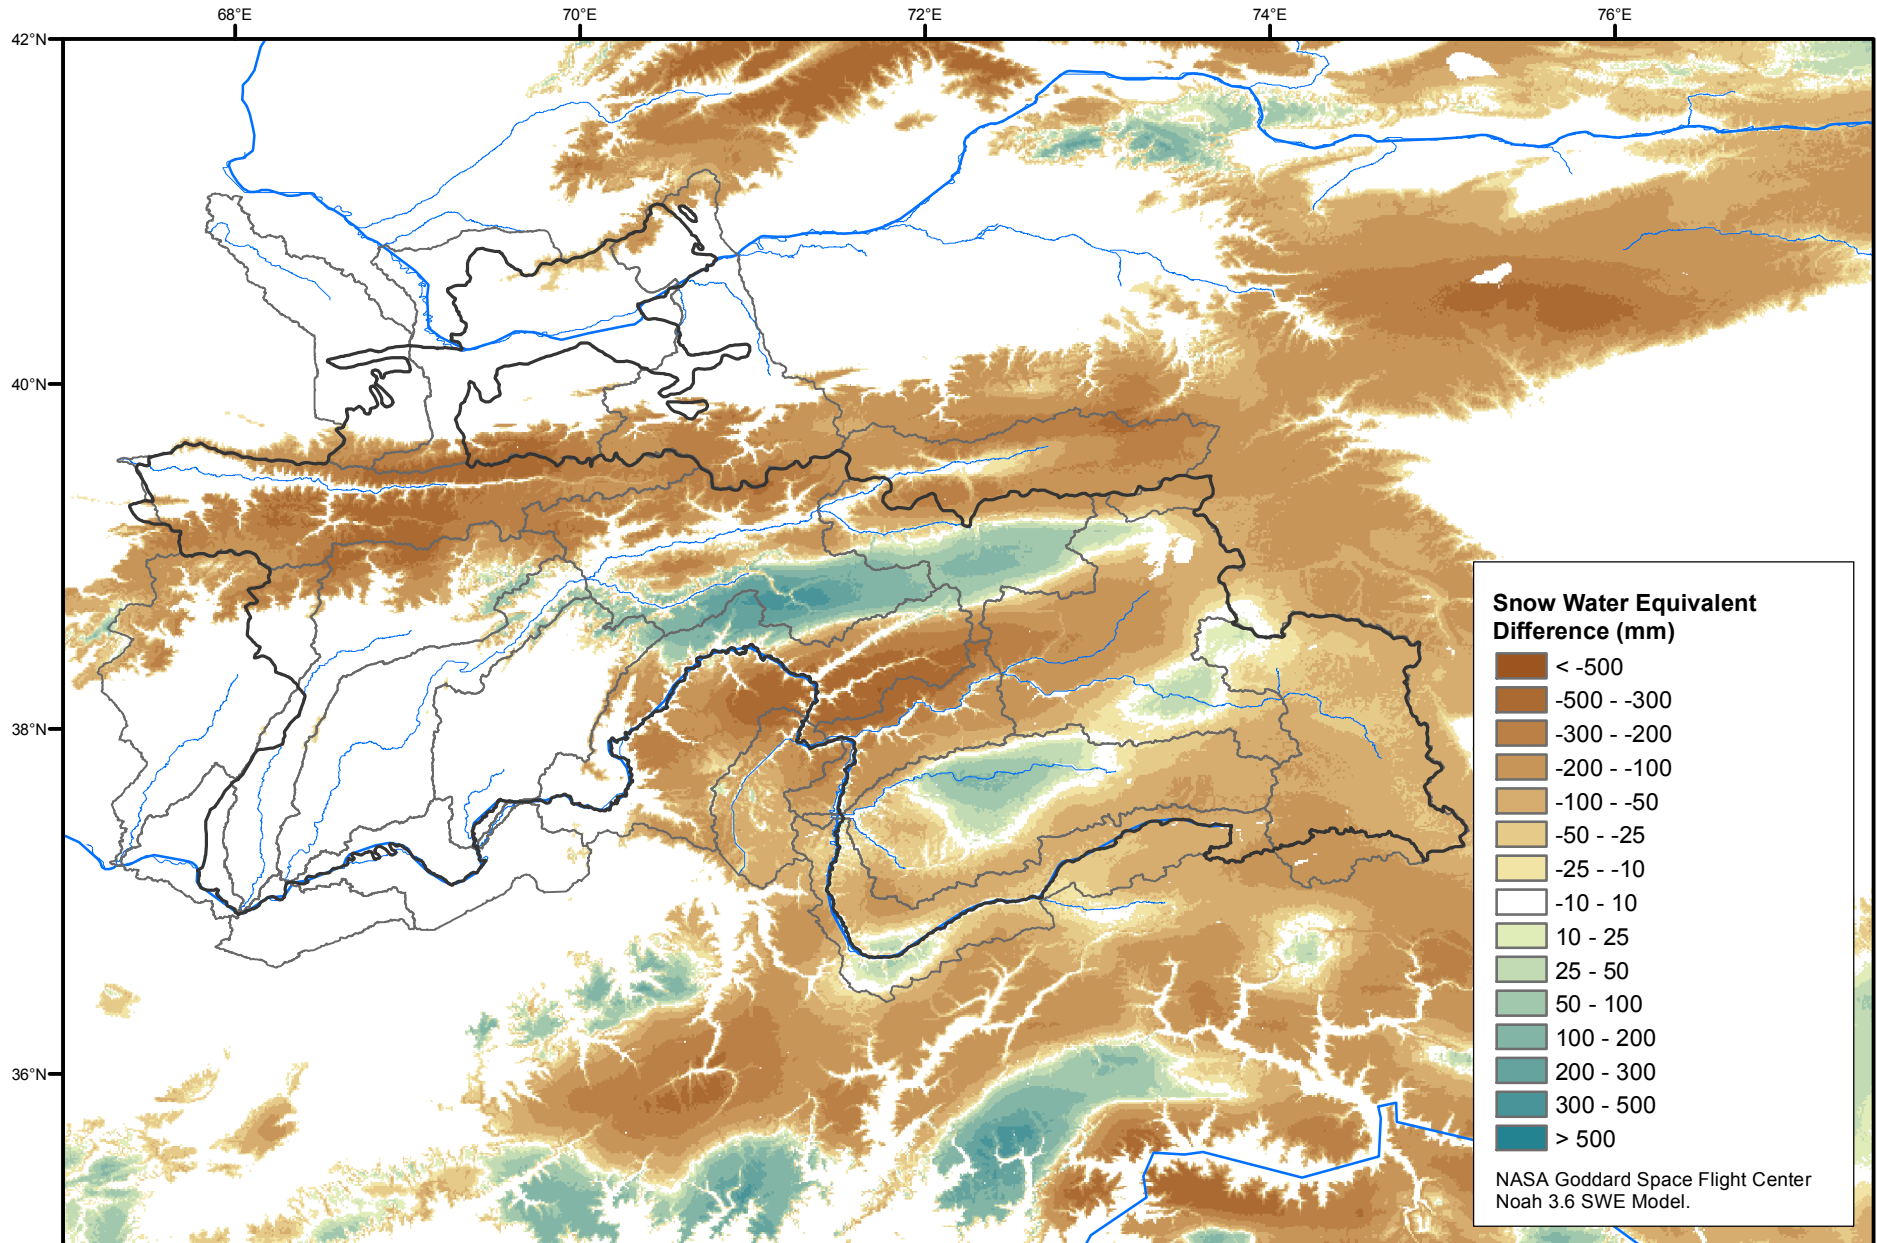 68°E
70°E
72°E
74°E
76°E
42°N
40°N
38°N
36°N
Snow Water Equivalent
Difference (mm)
< -500
-500 - -300
-300 - -200
-200 - -100
-100 - -50
-50 - -25
-25 - -10
-10 - 10
10 - 25
25 - 50
50 - 100
100 - 200
200 - 300
300 - 500
> 500
NASA Goddard Space Flight Center
Noah 3.6 SWE Model.